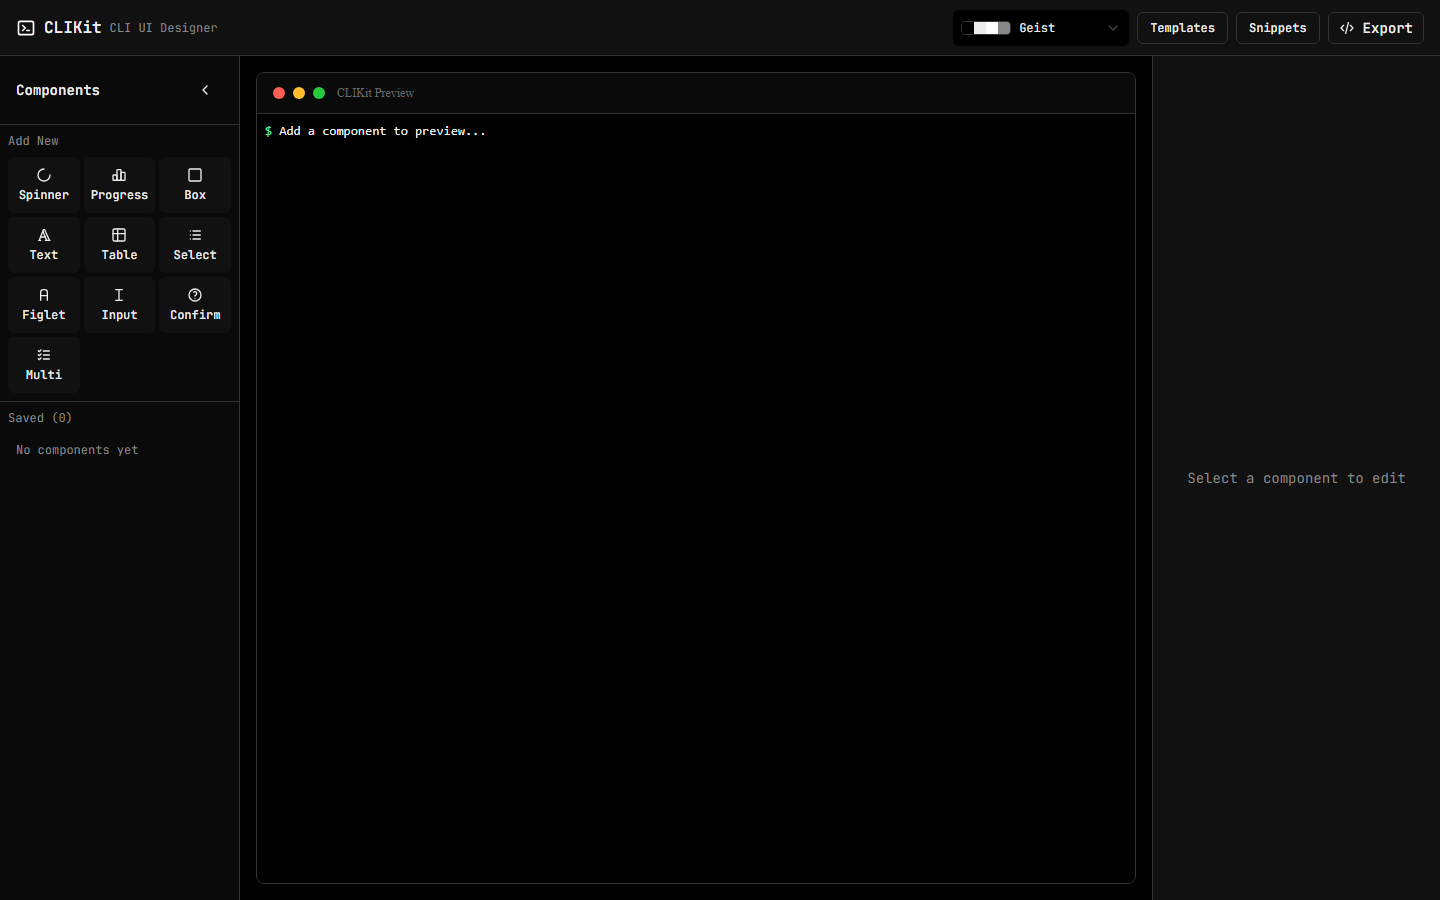 CLIKit CLI UI Designer
Geist
Templates
Snippets
Export
Components
Add New
Spinner
Progress
Box
Text
Table
Select
Figlet
Input
Confirm
Multi
Saved (0)
No components yet
CLIKit Preview
$ Add a component to preview...
Select a component to edit